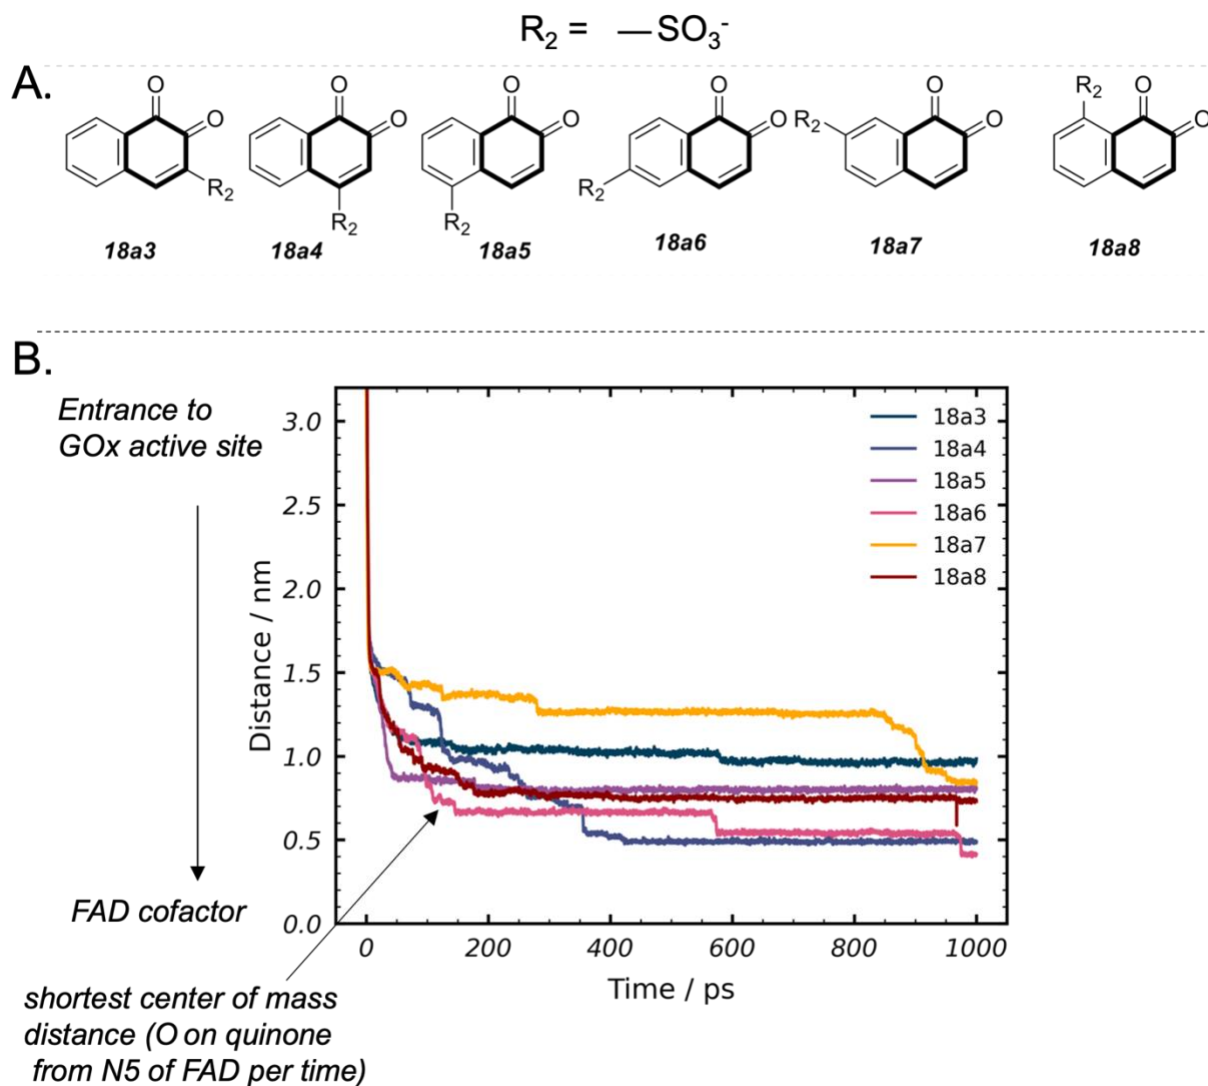 R₂ = —SO₃⁻
A.
O O O O O O O O O O R₂ O O
R₂ R₂ R₂ R₂ R₂
18a3 18a4 18a5 18a6 18a7 18a8
B.
Entrance to
GOx active site
FAD cofactor
shortest center of mass
distance (O on quinone
from N5 of FAD per time)
Distance / nm
3.0
2.5
2.0
1.5
1.0
0.5
0.0
0 200 400 600 800 1000
Time / ps
18a3
18a4
18a5
18a6
18a7
18a8